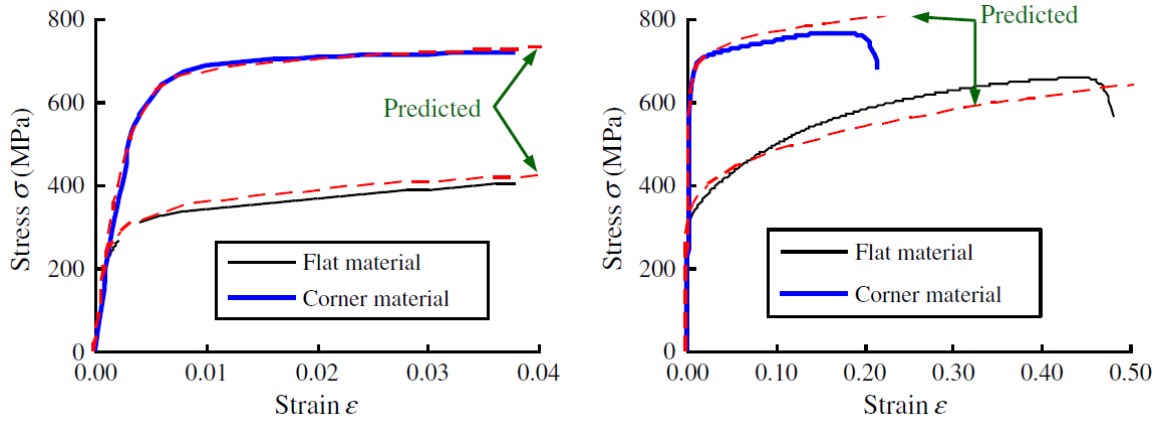 800
600
400
200
0
Stress σ (MPa)
Predicted
Flat material
Corner material
0.00 0.01 0.02 0.03 0.04
Strain ε
800
600
400
200
0
Stress σ (MPa)
Predicted
Flat material
Corner material
0.00 0.10 0.20 0.30 0.40 0.50
Strain ε